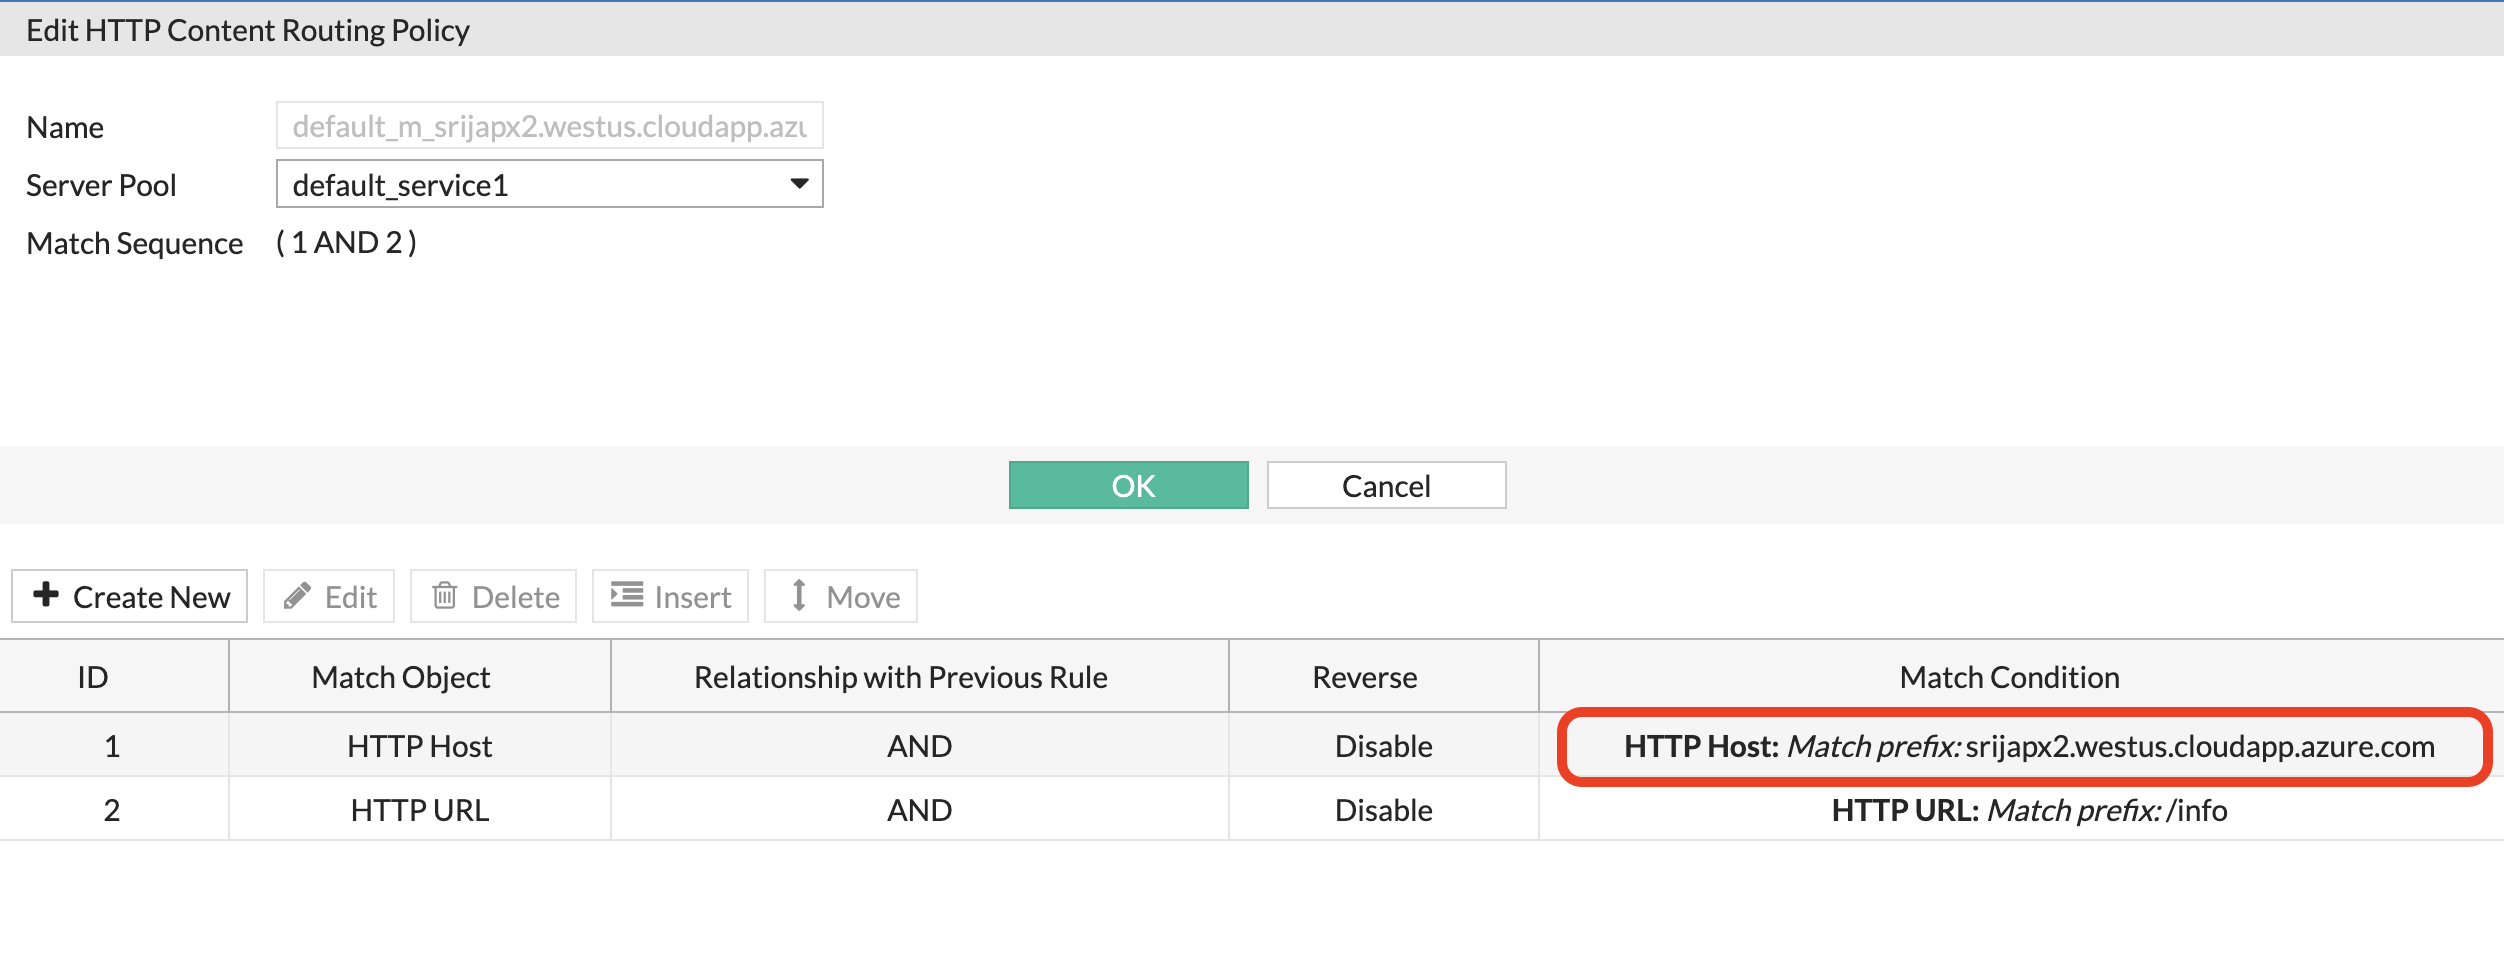 Edit HTTP Content Routing Policy
Name default_m_srijapx2.westus.cloudapp.azu
Server Pool default_service1
Match Sequence ( 1 AND 2 )
OK Cancel
Create New Edit Delete Insert Move
ID Match Object Relationship with Previous Rule Reverse Match Condition
1 HTTP Host AND Disable HTTP Host: Match prefix: srijapx2.westus.cloudapp.azure.com
2 HTTP URL AND Disable HTTP URL: Match prefix: /info